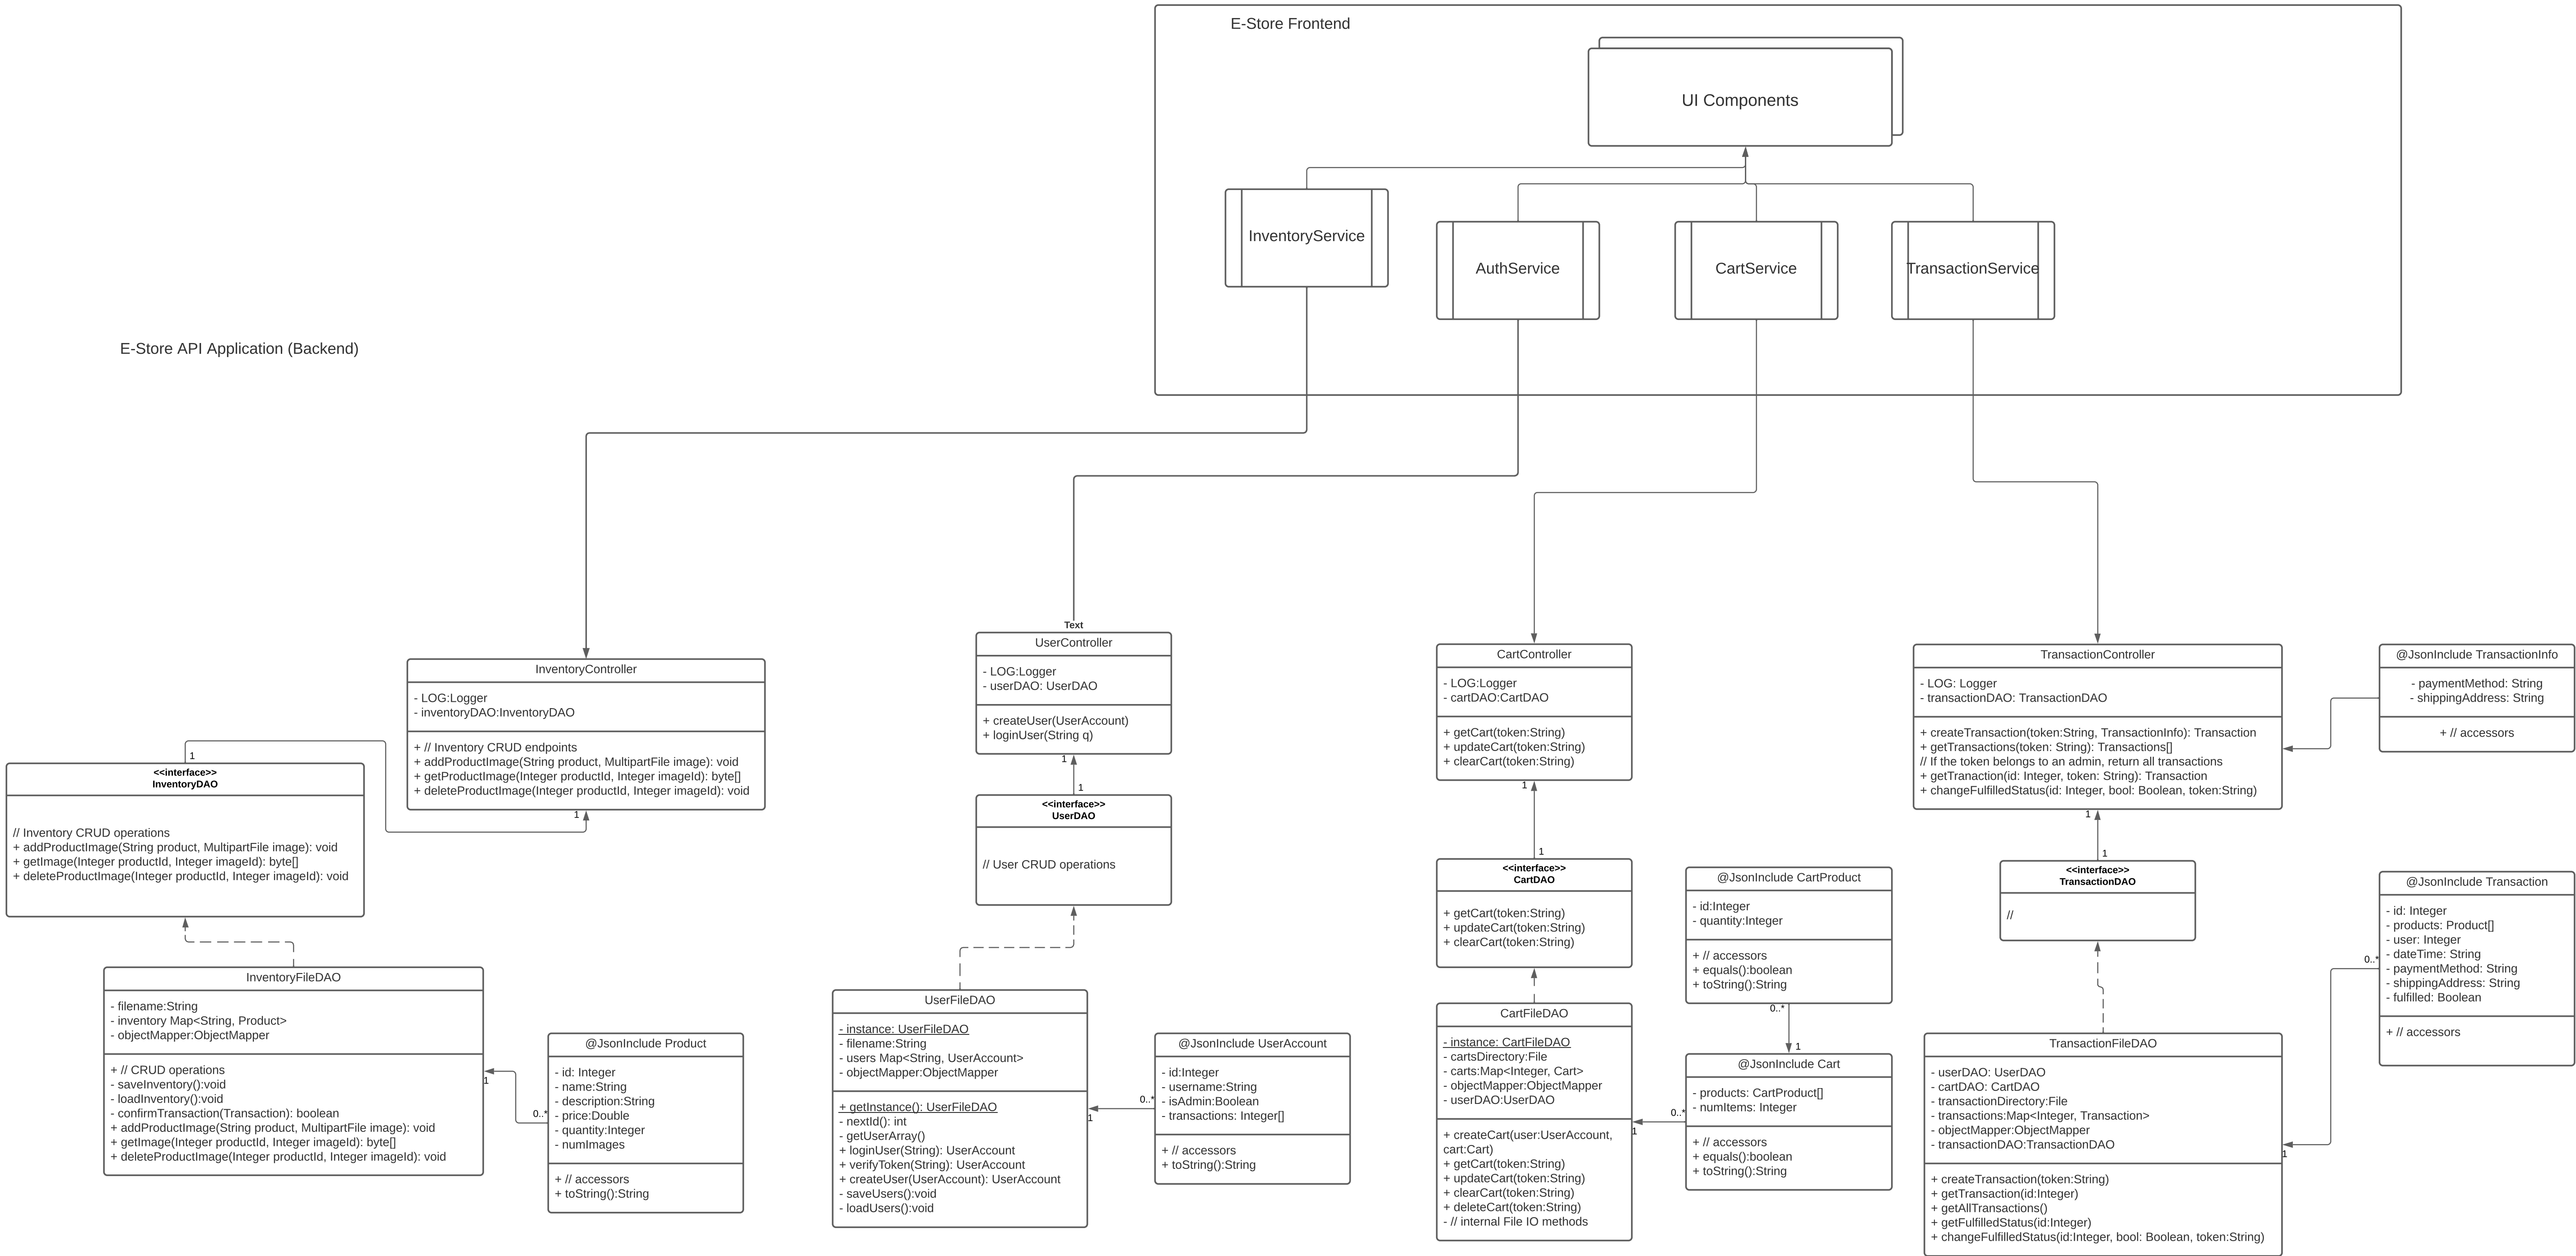 E-Store Frontend
UI Components
InventoryService
AuthService
CartService
TransactionService
E-Store API Application (Backend)
InventoryController
- LOG:Logger
- inventoryDAO:InventoryDAO
+ // Inventory CRUD endpoints
+ addProductImage(String product, MultipartFile image): void
+ getProductImage(Integer productId, Integer imageId): byte[]
+ deleteProductImage(Integer productId, Integer imageId): void
1
1
<<interface>>
InventoryDAO
// Inventory CRUD operations
+ addProductImage(String product, MultipartFile image): void
+ getImage(Integer productId, Integer imageId): byte[]
+ deleteProductImage(Integer productId, Integer imageId): void
InventoryFileDAO
- filename:String
- inventory Map<String, Product>
- objectMapper:ObjectMapper
+ // CRUD operations
- saveInventory():void
- loadInventory():void
- confirmTransaction(Transaction): boolean
+ addProductImage(String product, MultipartFile image): void
+ getImage(Integer productId, Integer imageId): byte[]
+ deleteProductImage(Integer productId, Integer imageId): void
1
0..*
@JsonInclude Product
- id: Integer
- name:String
- description:String
- price:Double
- quantity:Integer
- numImages
+ // accessors
+ toString():String
Text
UserController
- LOG:Logger
- userDAO: UserDAO
+ createUser(UserAccount)
+ loginUser(String q)
1
1
<<interface>>
UserDAO
// User CRUD operations
UserFileDAO
- instance: UserFileDAO
- filename:String
- users Map<String, UserAccount>
- objectMapper:ObjectMapper
+ getInstance(): UserFileDAO
- nextId(): int
- getUserArray()
+ loginUser(String): UserAccount
+ verifyToken(String): UserAccount
+ createUser(UserAccount): UserAccount
- saveUsers():void
- loadUsers():void
1
0..*
@JsonInclude UserAccount
- id:Integer
- username:String
- isAdmin:Boolean
- transactions: Integer[]
+ // accessors
+ toString():String
CartController
- LOG:Logger
- cartDAO:CartDAO
+ getCart(token:String)
+ updateCart(token:String)
+ clearCart(token:String)
1
1
<<interface>>
CartDAO
+ getCart(token:String)
+ updateCart(token:String)
+ clearCart(token:String)
CartFileDAO
- instance: CartFileDAO
- cartsDirectory:File
- carts:Map<Integer, Cart>
- objectMapper:ObjectMapper
- userDAO:UserDAO
+ createCart(user:UserAccount,
cart:Cart)
+ getCart(token:String)
+ updateCart(token:String)
+ clearCart(token:String)
+ deleteCart(token:String)
- // internal File IO methods
1
0..*
@JsonInclude CartProduct
- id:Integer
- quantity:Integer
+ // accessors
+ equals():boolean
+ toString():String
0..*
1
@JsonInclude Cart
- products: CartProduct[]
- numItems: Integer
+ // accessors
+ equals():boolean
+ toString():String
TransactionController
- LOG: Logger
- transactionDAO: TransactionDAO
+ createTransaction(token:String, TransactionInfo): Transaction
+ getTransactions(token: String): Transactions[]
// If the token belongs to an admin, return all transactions
+ getTranaction(id: Integer, token: String): Transaction
+ changeFulfilledStatus(id: Integer, bool: Boolean, token:String)
1
1
<<interface>>
TransactionDAO
//
TransactionFileDAO
- userDAO: UserDAO
- cartDAO: CartDAO
- transactionDirectory:File
- transactions:Map<Integer, Transaction>
- objectMapper:ObjectMapper
- transactionDAO:TransactionDAO
+ createTransaction(token:String)
+ getTransaction(id:Integer)
+ getAllTransactions()
+ getFulfilledStatus(id:Integer)
+ changeFulfilledStatus(id:Integer, bool: Boolean, token:String)
1
0..*
@JsonInclude TransactionInfo
- paymentMethod: String
- shippingAddress: String
+ // accessors
@JsonInclude Transaction
- id: Integer
- products: Product[]
- user: Integer
- dateTime: String
- paymentMethod: String
- shippingAddress: String
- fulfilled: Boolean
+ // accessors